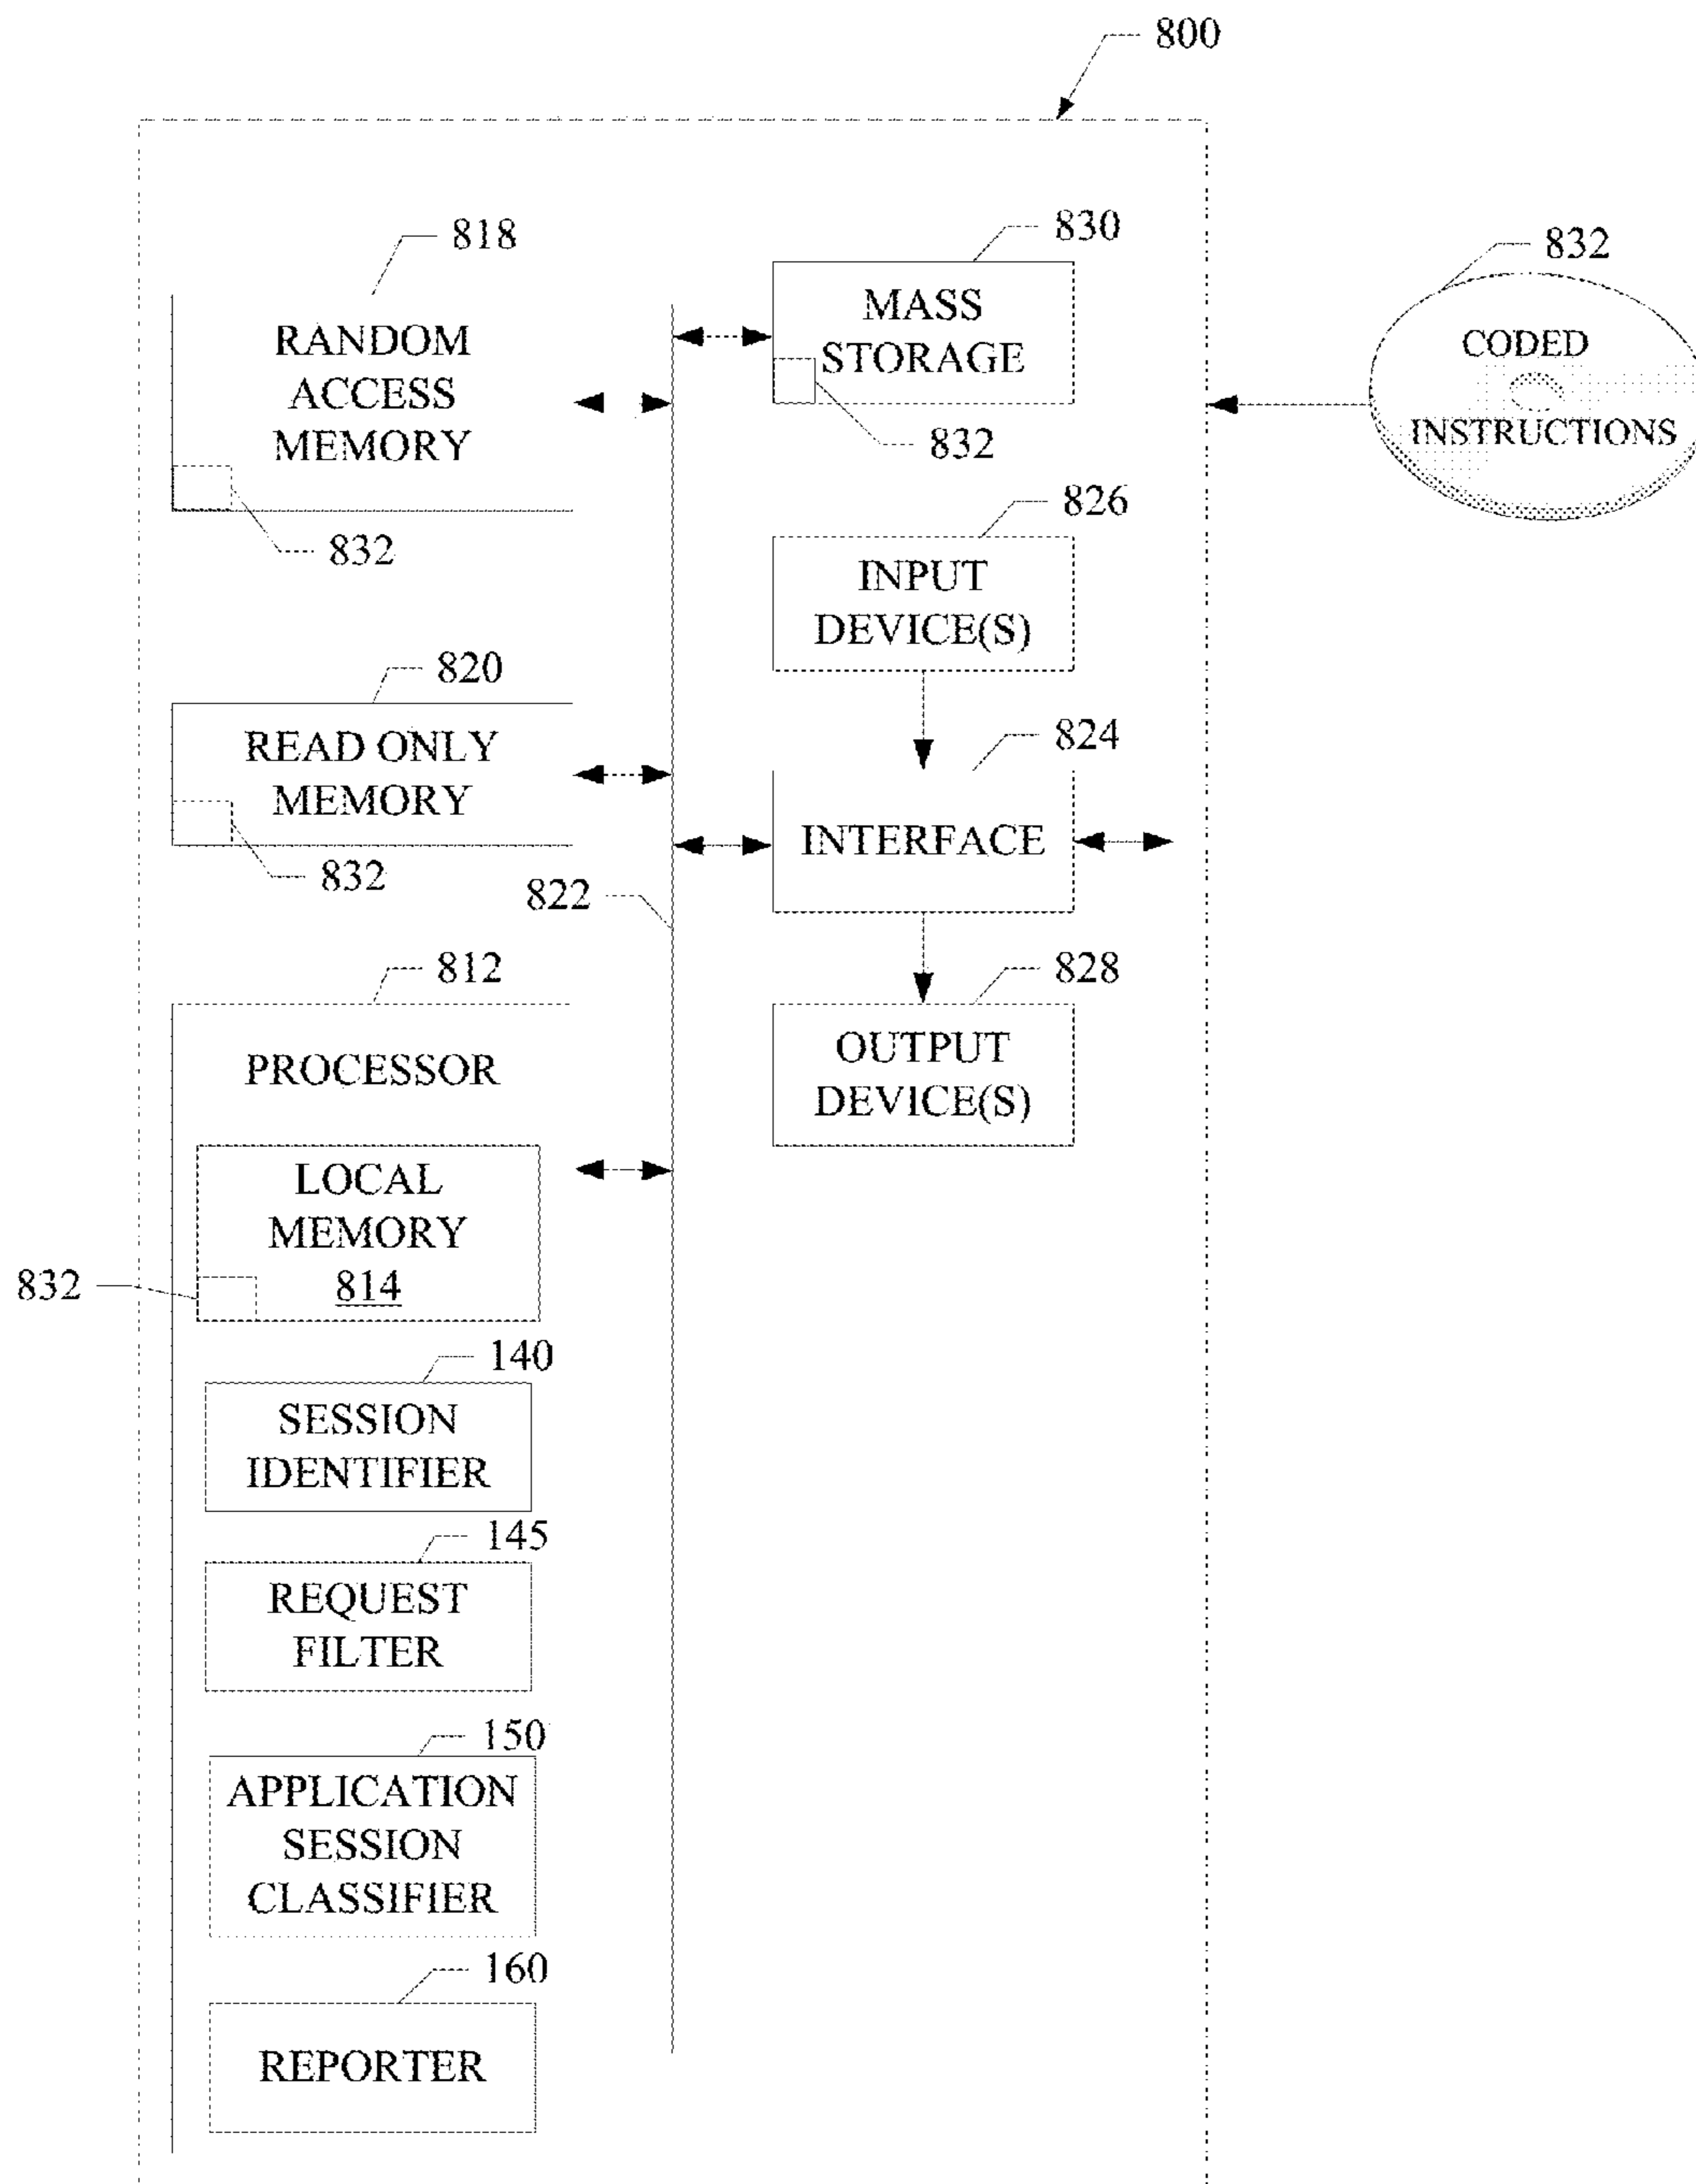 800
818
RANDOM
ACCESS
MEMORY
832
830
MASS
STORAGE
832
832
CODED
INSTRUCTIONS
826
INPUT
DEVICE(S)
820
READ ONLY
MEMORY
832
824
INTERFACE
822
812
PROCESSOR
LOCAL
MEMORY
814
832
828
OUTPUT
DEVICE(S)
140
SESSION
IDENTIFIER
145
REQUEST
FILTER
150
APPLICATION
SESSION
CLASSIFIER
160
REPORTER